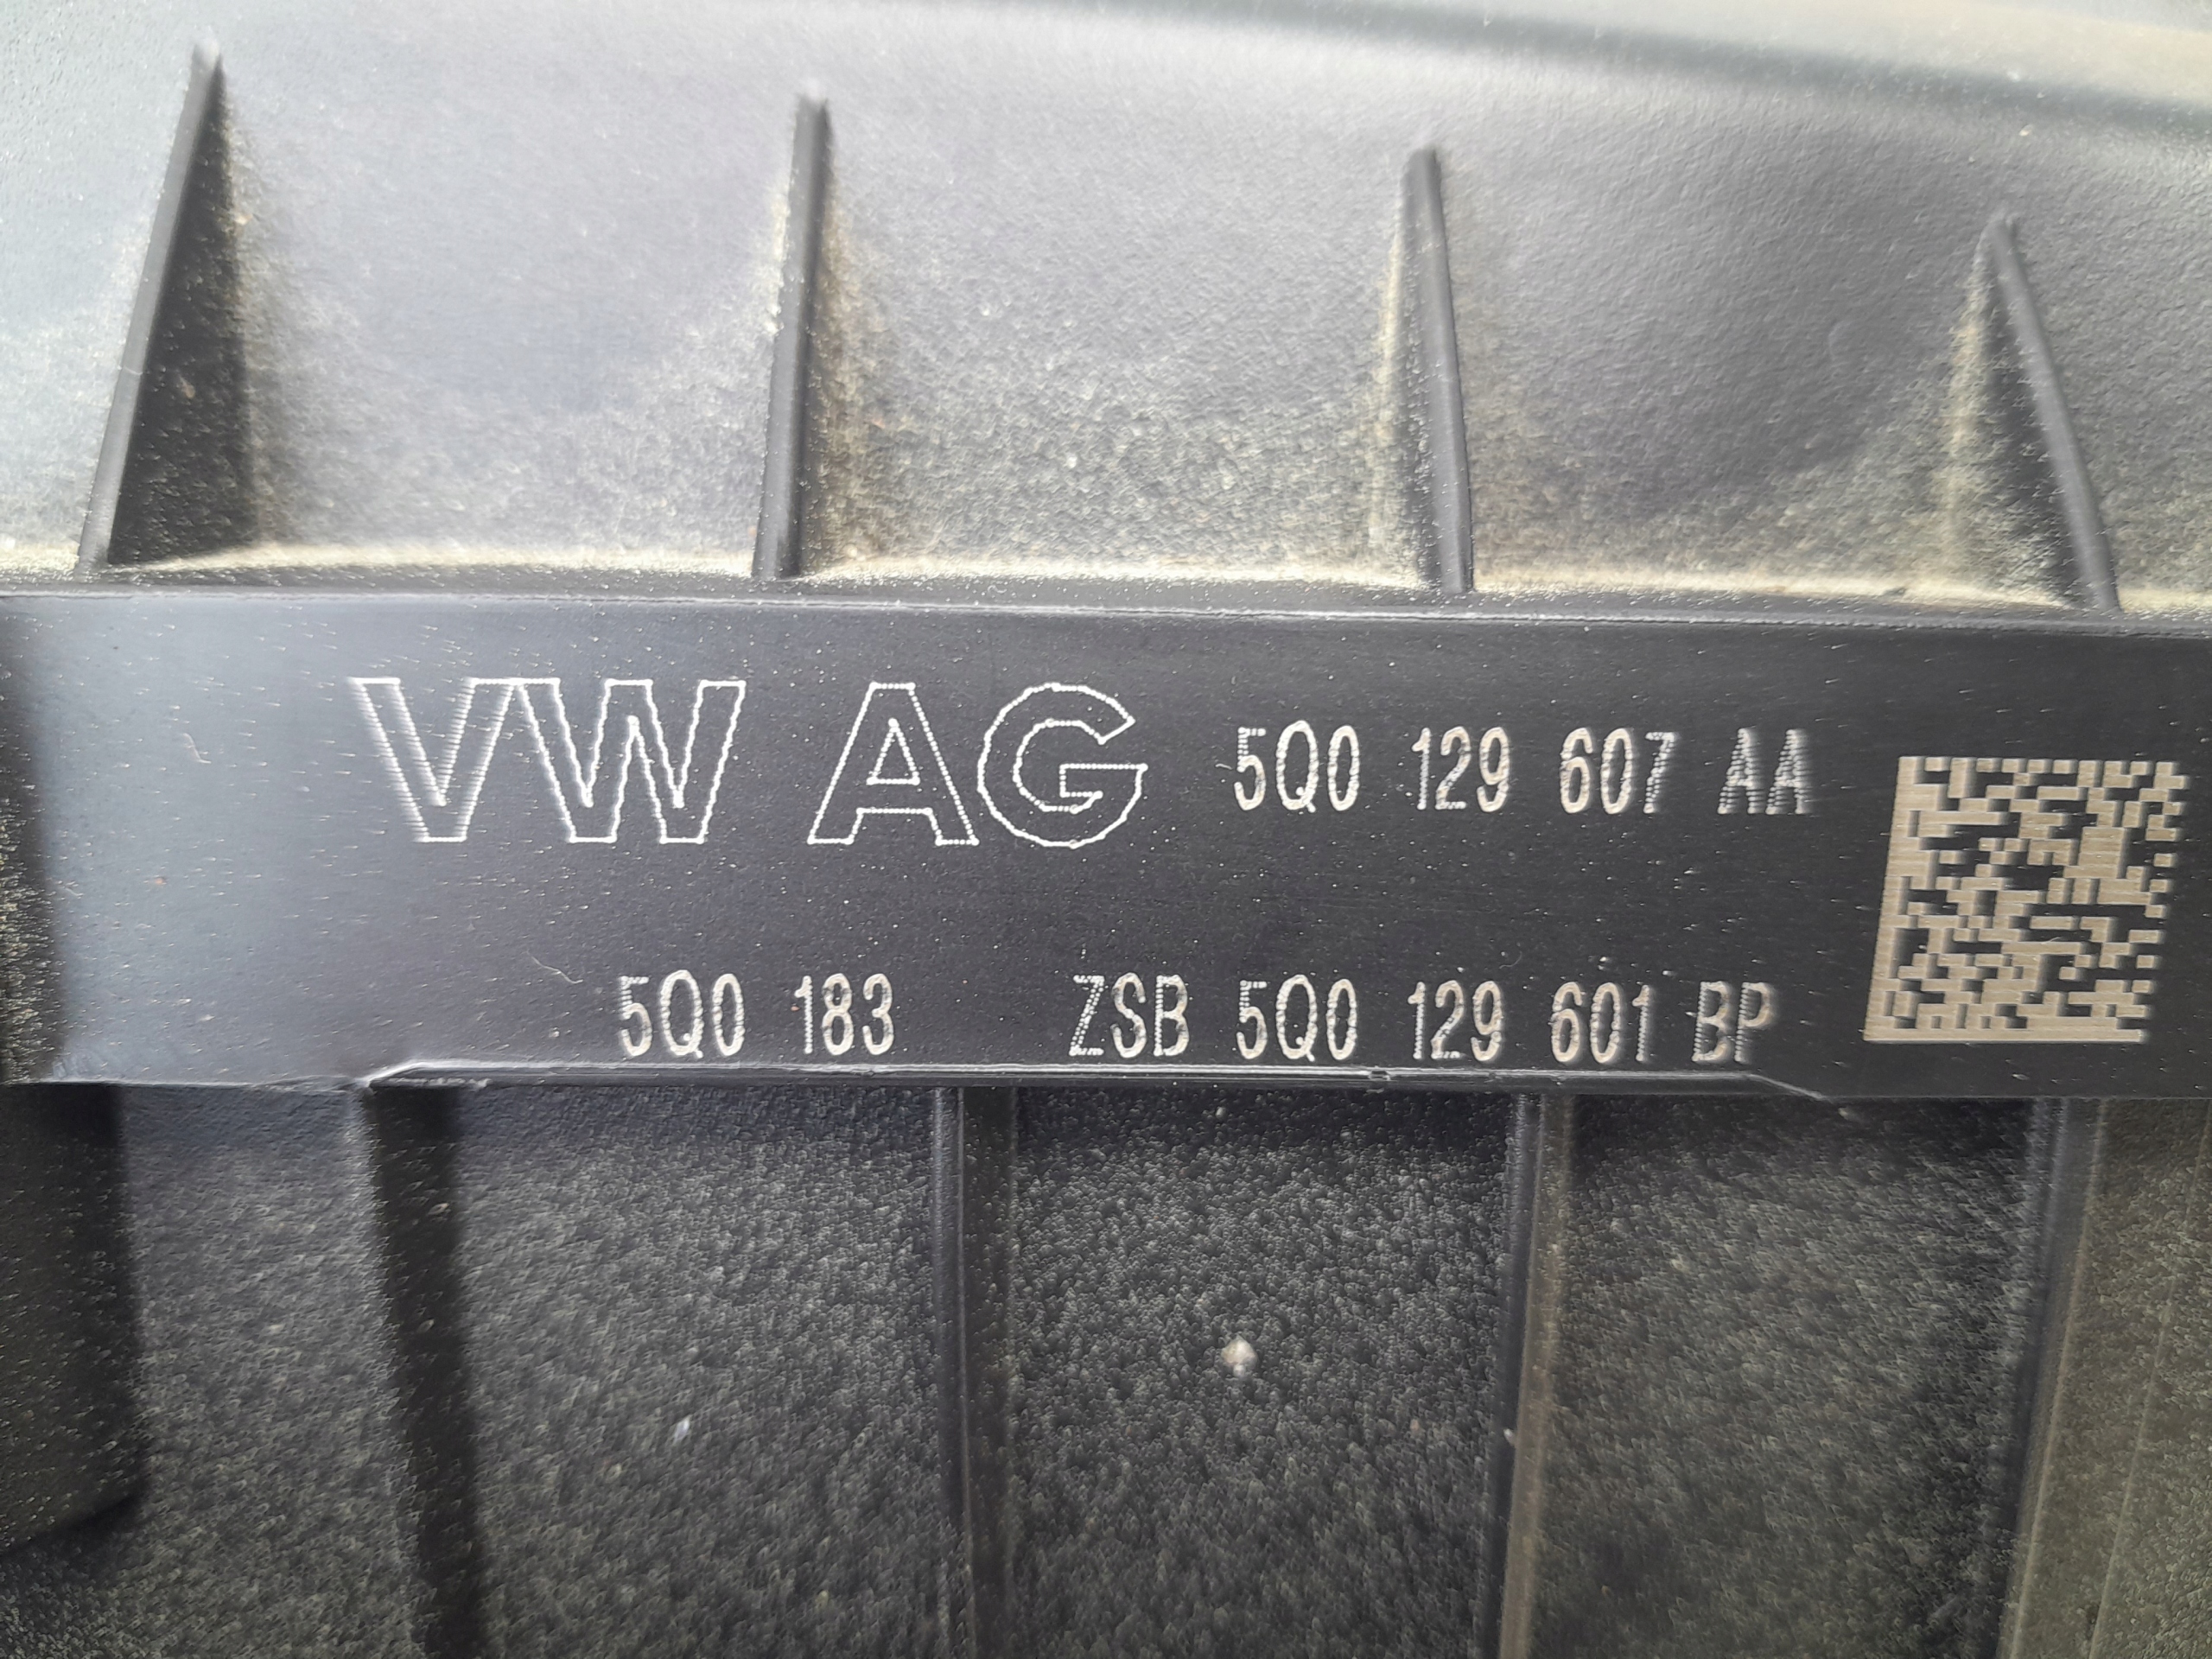 VW AG 5Q0 129 607 AA
5Q0 183 ZSB 5Q0 129 601 BP